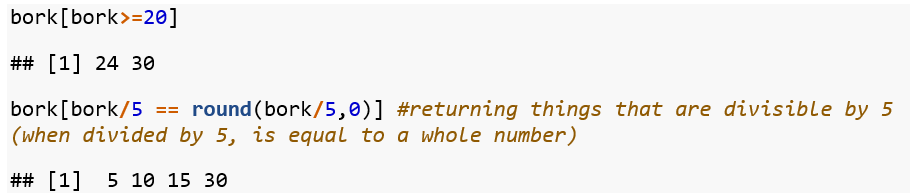 bork[bork>=20]
## [1] 24 30
bork[bork/5 == round(bork/5,0)] #returning things that are divisible by 5
(when divided by 5, is equal to a whole number)
## [1]  5 10 15 30